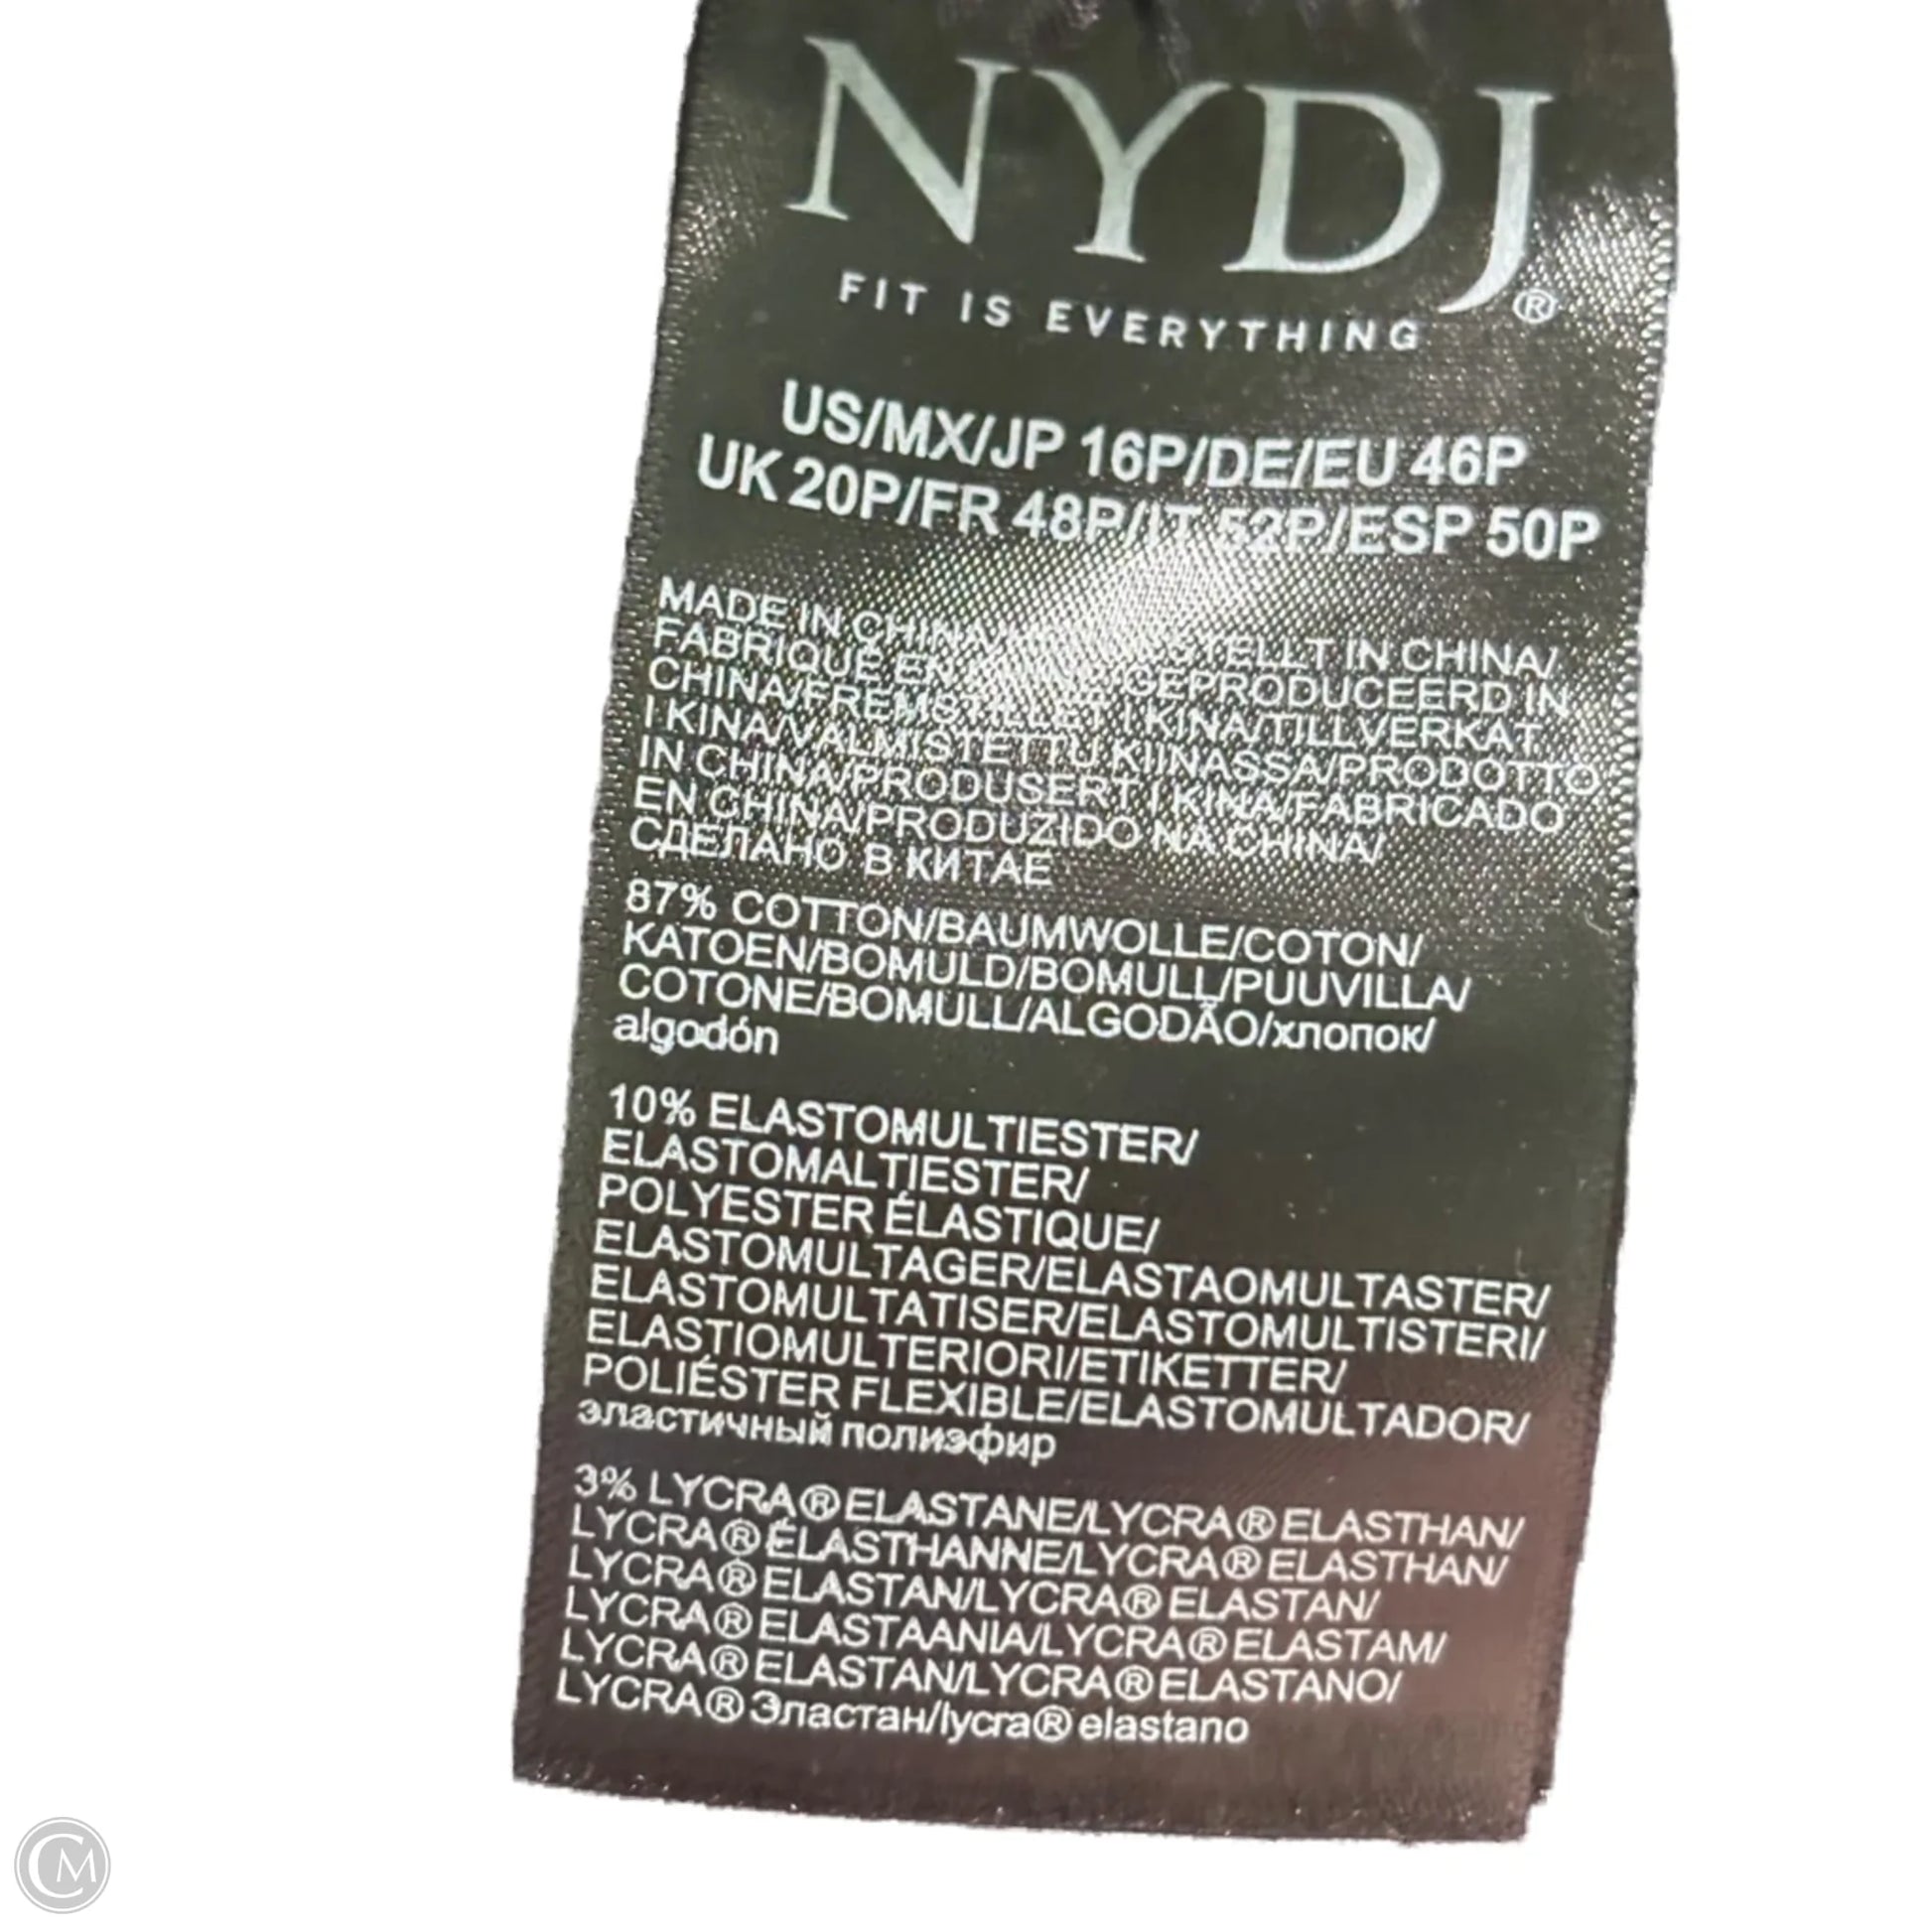 NYDJ®
FIT IS EVERYTHING
US/MX/JP 16P/DE/EU 46P
UK 20P/FR 48P/IT 52P/ESP 50P
MADE IN CHINA IN CHINA/
FABRIQUÉ EN GEPRODUCEERD IN
CHINA/FREMSTILLET I KINA/TILLVERKAT
I KINA/VALMISTETTU KIINASSA/PRODOTTO
IN CHINA/PRODUSERT I KINA/FABRICADO
EN CHINA/PRODUZIDO NA CHINA/
СДЕЛАНО В КИТАЕ
87% COTTON/BAUMWOLLE/COTON/
KATOEN/BOMULD/BOMULL/PUUVILLA/
COTONE/BOMULL/ALGODÃO/хлопок/
algodón
10% ELASTOMULTIESTER/
ELASTOMALTIESTER/
POLYESTER ÉLASTIQUE/
ELASTOMULTAGER/ELASTAOMULTASTER/
ELASTOMULTATISER/ELASTOMULTISTERI/
ELASTIOMULTERIORI/ETIKETTER/
POLIÉSTER FLEXIBLE/ELASTOMULTADOR/
эластичный полиэфир
3% LYCRA® ELASTANE/LYCRA® ELASTHAN/
LYCRA® ÉLASTHANNE/LYCRA® ELASTHAN/
LYCRA® ELASTAN/LYCRA® ELASTAN/
LYCRA® ELASTAANIA/LYCRA® ELASTAM/
LYCRA® ELASTAN/LYCRA® ELASTANO/
LYCRA® Эластан/lycra® elastano
CM